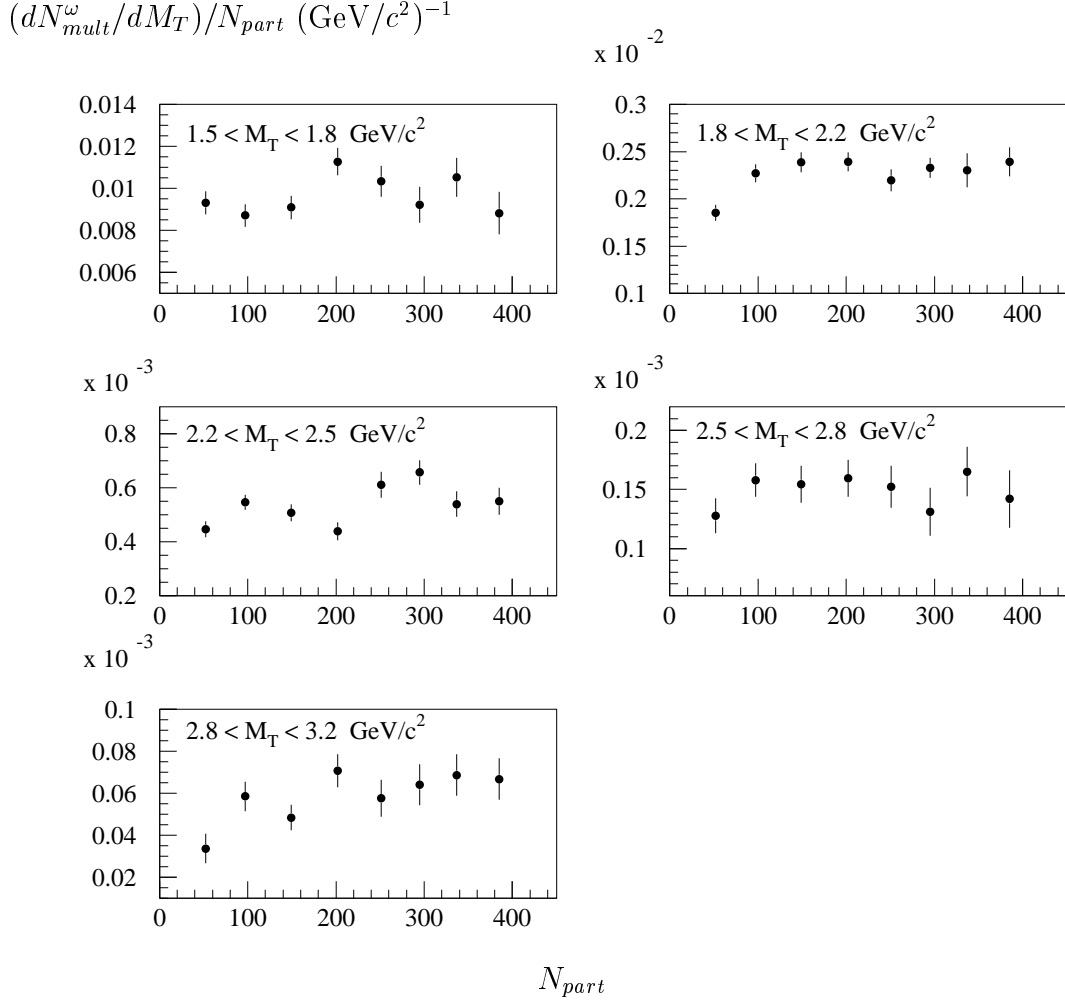 (dN^ω_mult/dM_T)/N_part (GeV/c²)⁻¹
x 10 ⁻²
0.014
0.012
0.01
0.008
0.006
1.5 < M_T < 1.8 GeV/c²
0 100 200 300 400
0.3
0.25
0.2
0.15
0.1
1.8 < M_T < 2.2 GeV/c²
0 100 200 300 400
x 10 ⁻³
0.8
0.6
0.4
0.2
2.2 < M_T < 2.5 GeV/c²
0 100 200 300 400
x 10 ⁻³
0.2
0.15
0.1
2.5 < M_T < 2.8 GeV/c²
0 100 200 300 400
x 10 ⁻³
0.1
0.08
0.06
0.04
0.02
2.8 < M_T < 3.2 GeV/c²
0 100 200 300 400
N_part